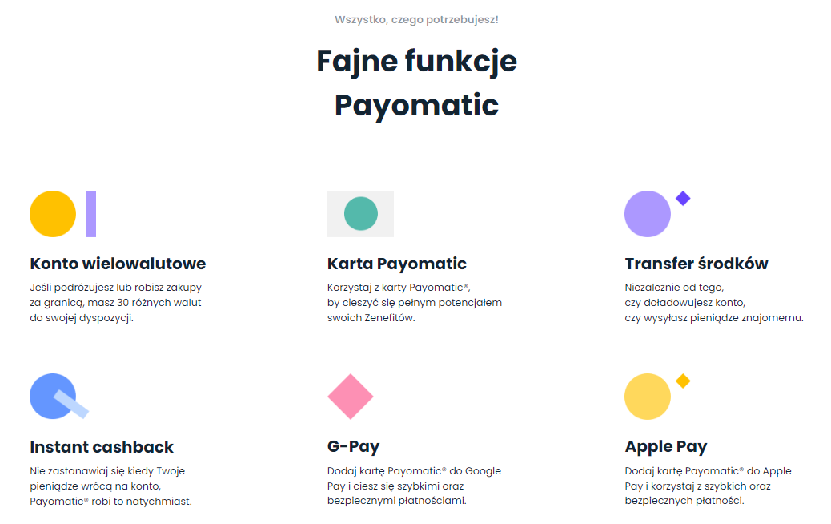 Wszystko, czego potrzebujesz!
Fajne funkcje
Payomatic
Konto wielowalutowe
Jeśli podróżujesz lub robisz zakupy
za granicą, masz 30 różnych walut
do swojej dyspozycji.
Karta Payomatic
Korzystaj z karty Payomatic®,
by cieszyć się pełnym potencjałem
swoich Zenefitów.
Transfer środków
Niezależnie od tego,
czy doładowujesz konto,
czy wysyłasz pieniądze znajomemu.
Instant cashback
Nie zastanawiaj się kiedy Twoje
pieniądze wrócą na konto,
Payomatic® robi to natychmiast.
G-Pay
Dodaj kartę Payomatic® do Google
Pay i ciesz się szybkimi oraz
bezpiecznymi płatnościami.
Apple Pay
Dodaj kartę Payomatic® do Apple
Pay i korzystaj z szybkich oraz
bezpiecznych płatności.